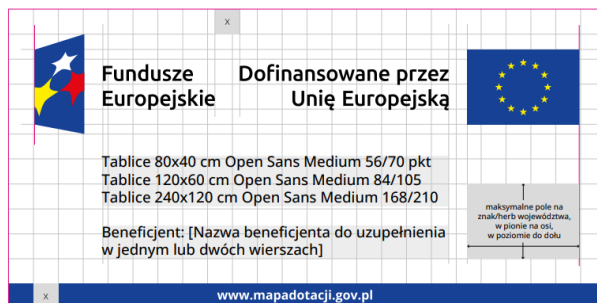 x
Fundusze
Europejskie
Dofinansowane przez
Unię Europejską
Tablice 80x40 cm Open Sans Medium 56/70 pkt
Tablice 120x60 cm Open Sans Medium 84/105
Tablice 240x120 cm Open Sans Medium 168/210
Beneficjent: [Nazwa beneficjenta do uzupełnienia
w jednym lub dwóch wierszach]
maksymalne pole na
znak/herb województwa,
w pionie na osi,
w poziomie do dołu
x
www.mapadotacji.gov.pl